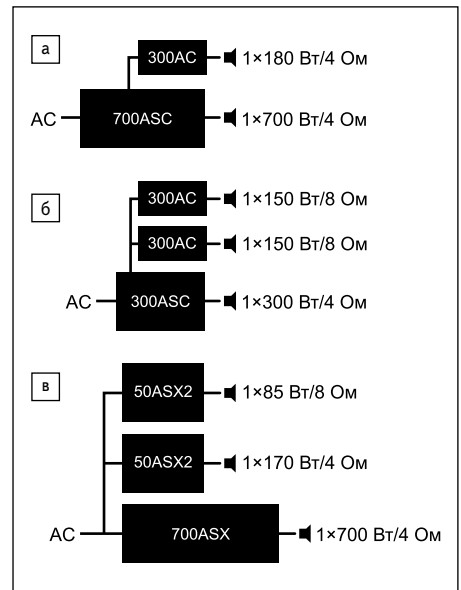 а
300AC
1×180 Вт/4 Ом
AC
700ASC
1×700 Вт/4 Ом
б
300AC
1×150 Вт/8 Ом
300AC
1×150 Вт/8 Ом
AC
300ASC
1×300 Вт/4 Ом
в
50ASX2
1×85 Вт/8 Ом
50ASX2
1×170 Вт/4 Ом
AC
700ASX
1×700 Вт/4 Ом